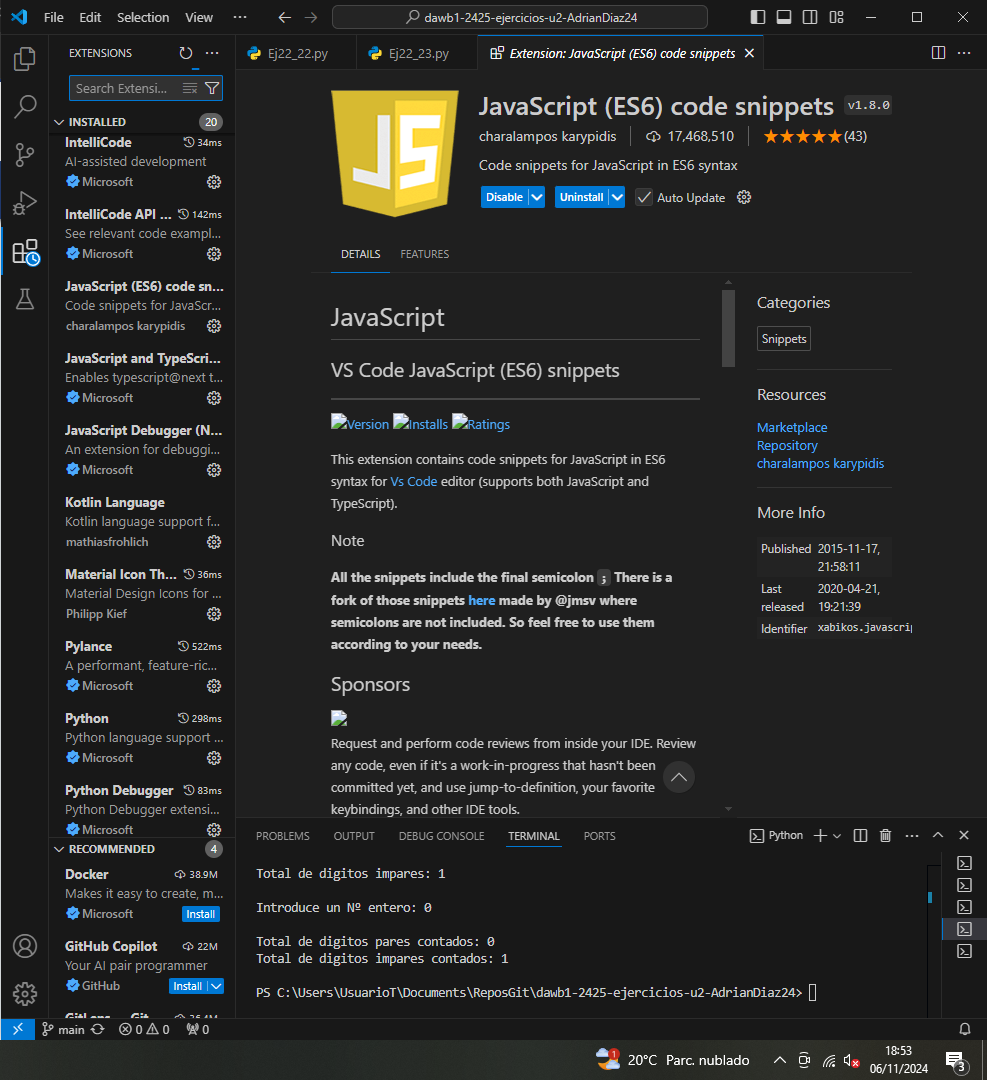 File Edit Selection View ··· dawb1-2425-ejercicios-u2-AdrianDiaz24
EXTENSIONS
Ej22_22.py
Ej22_23.py
Extension: JavaScript (ES6) code snippets
Search Extensi...
INSTALLED 20
IntelliCode 34ms
AI-assisted development
Microsoft
IntelliCode API ... 142ms
See relevant code exampl...
Microsoft
JavaScript (ES6) code sn...
Code snippets for JavaScr...
charalampos karypidis
JavaScript and TypeScri...
Enables typescript@next t...
Microsoft
JavaScript Debugger (N...
An extension for debuggi...
Microsoft
Kotlin Language
Kotlin language support f...
mathiasfrohlich
Material Icon Th... 36ms
Material Design Icons for ...
Philipp Kief
Pylance 522ms
A performant, feature-ric...
Microsoft
Python 298ms
Python language support ...
Microsoft
Python Debugger 83ms
Python Debugger extensi...
Microsoft
RECOMMENDED 4
Docker 38.9M
Makes it easy to create, m...
Microsoft Install
GitHub Copilot 22M
Your AI pair programmer
GitHub Install
JS
JavaScript (ES6) code snippets v1.8.0
charalampos karypidis 17,468,510 (43)
Code snippets for JavaScript in ES6 syntax
Disable Uninstall Auto Update
DETAILS FEATURES
JavaScript
VS Code JavaScript (ES6) snippets
Version Installs Ratings
This extension contains code snippets for JavaScript in ES6
syntax for Vs Code editor (supports both JavaScript and
TypeScript).
Note
All the snippets include the final semicolon ; There is a
fork of those snippets here made by @jmsv where
semicolons are not included. So feel free to use them
according to your needs.
Sponsors
Request and perform code reviews from inside your IDE. Review
any code, even if it's a work-in-progress that hasn't been
committed yet, and use jump-to-definition, your favorite
keybindings, and other IDE tools.
Categories
Snippets
Resources
Marketplace
Repository
charalampos karypidis
More Info
Published 2015-11-17,
21:58:11
Last 2020-04-21,
released 19:21:39
Identifier xabikos.javascrip
PROBLEMS OUTPUT DEBUG CONSOLE TERMINAL PORTS Python
Total de digitos impares: 1
Introduce un Nº entero: 0
Total de digitos pares contados: 0
Total de digitos impares contados: 1
PS C:\Users\UsuarioT\Documents\ReposGit\dawb1-2425-ejercicios-u2-AdrianDiaz24>
main 0 0 0
1 20°C Parc. nublado 18:53
06/11/2024
3